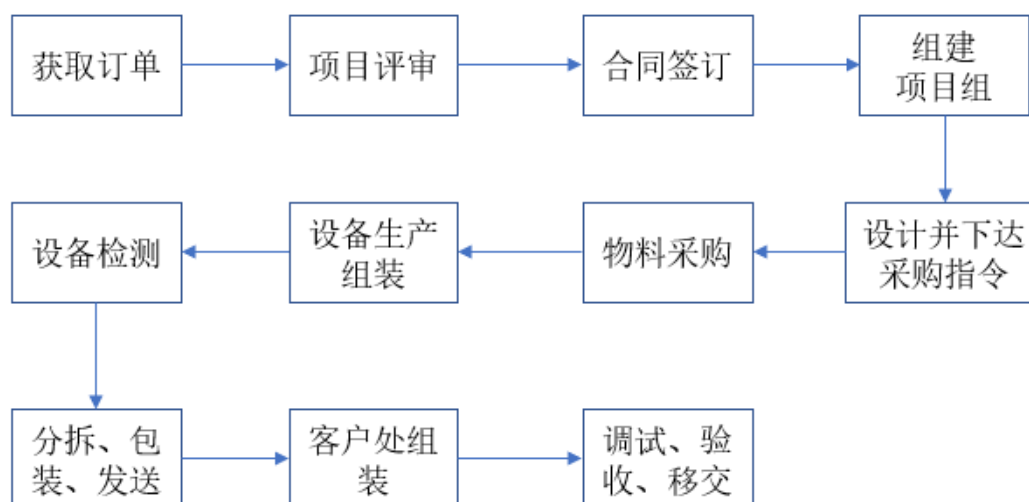 获取订单
项目评审
合同签订
组建
项目组
设计并下达
采购指令
物料采购
设备生产
组装
设备检测
分拆、包
装、发送
客户处组
装
调试、验
收、移交